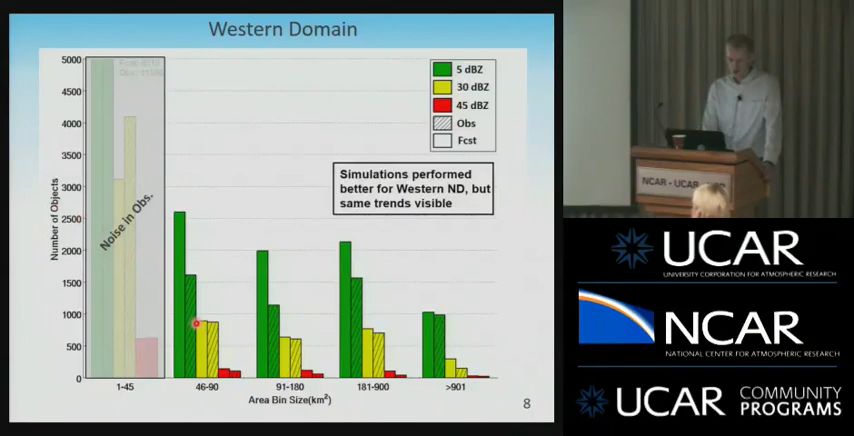 Western Domain
5000
4500
4000
3500
3000
2500
2000
1500
1000
500
0
Number of Objects
Noise in Obs.
5 dBZ
30 dBZ
45 dBZ
Obs
Fcst
Simulations performed
better for Western ND, but
same trends visible
1-45
46-90
91-180
181-900
>901
Area Bin Size(km²)
8
NCAR - UCAR
UCAR
UNIVERSITY CORPORATION FOR ATMOSPHERIC RESEARCH
NCAR
NATIONAL CENTER FOR ATMOSPHERIC RESEARCH
UCAR COMMUNITY
PROGRAMS